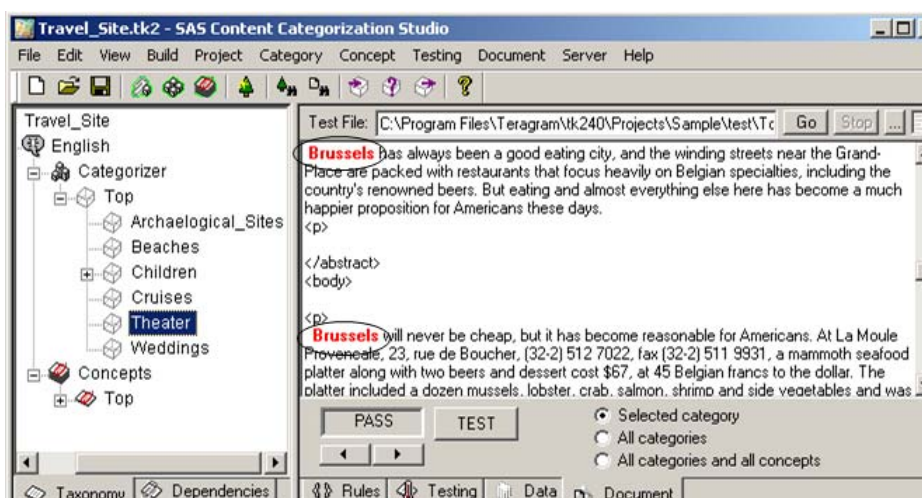 Travel_Site.tk2 - SAS Content Categorization Studio
File Edit View Build Project Category Concept Testing Document Server Help
Travel_Site
English
Categorizer
Top
Archaelogical_Sites
Beaches
Children
Cruises
Theater
Weddings
Concepts
Top
Taxonomy Dependencies
Test File: C:\Program Files\Teragram\tk240\Projects\Sample\test\Tc Go Stop ...
Brussels has always been a good eating city, and the winding streets near the Grand-
Place are packed with restaurants that focus heavily on Belgian specialties, including the
country's renowned beers. But eating and almost everything else here has become a much
happier proposition for Americans these days.
<p>
</abstract>
<body>
<p>
Brussels will never be cheap, but it has become reasonable for Americans. At La Moule
Provencale, 23, rue de Boucher, (32-2) 512 7022, fax (32-2) 511 9931, a mammoth seafood
platter along with two beers and dessert cost $67, at 45 Belgian francs to the dollar. The
platter included a dozen mussels, lobster, crab, salmon, shrimp and side vegetables and was
PASS TEST
Selected category
All categories
All categories and all concepts
Rules Testing Data Document